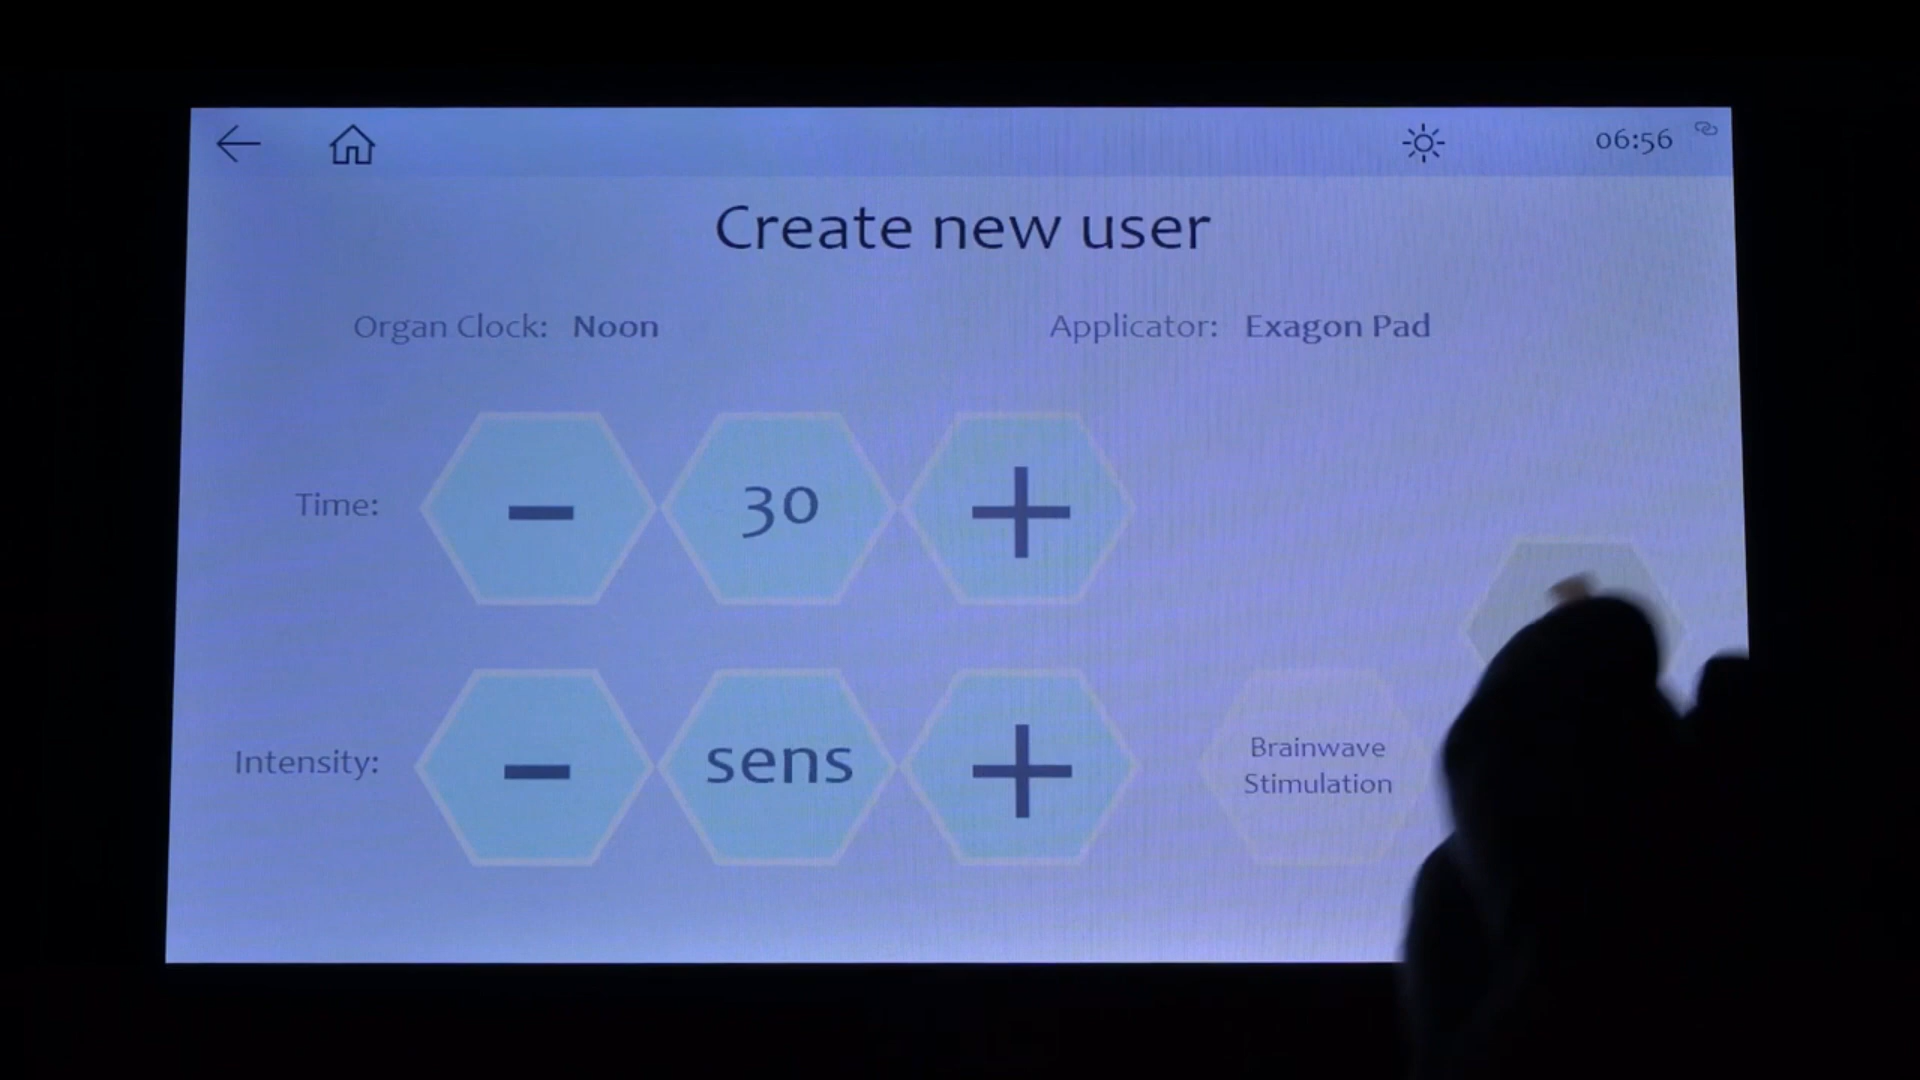 06:56
Create new user
Organ Clock: Noon
Applicator: Exagon Pad
Time:
−
30
+
Intensity:
−
sens
+
Brainwave
Stimulation